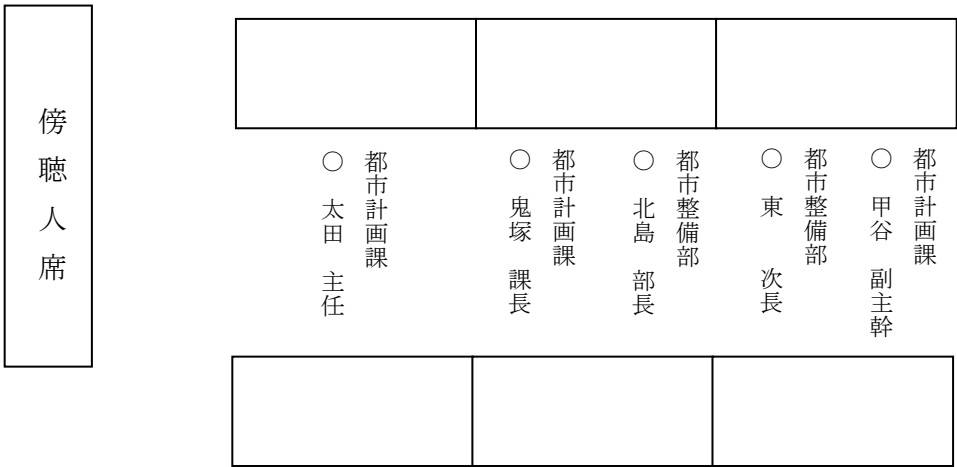 都市計画課
○　甲谷　副主幹
都市整備部
○　東　　次長
都市整備部
○　北島　部長
都市計画課
○　鬼塚　課長
都市計画課
○　太田　主任
傍聴人席